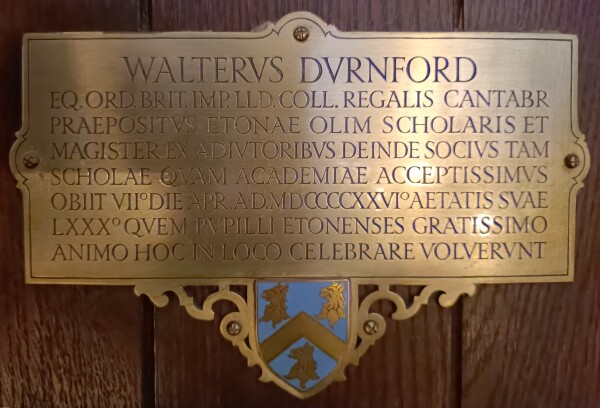 WALTERVS DVRNFORD
EQ. ORD. BRIT. IMP. LL.D. COLL. REGALIS CANTABR
PRAEPOSITVS ETONAE OLIM SCHOLARIS ET
MAGISTER EX ADIVTORIBVS DEINDE SOCIVS TAM
SCHOLAE QVAM ACADEMIAE ACCEPTISSIMVS
OBIIT VIIº DIE APR. A.D. MDCCCCXXVIº AETATIS SVAE
LXXXº QVEM PVPILLI ETONENSES GRATISSIMO
ANIMO HOC IN LOCO CELEBRARE VOLVERVNT